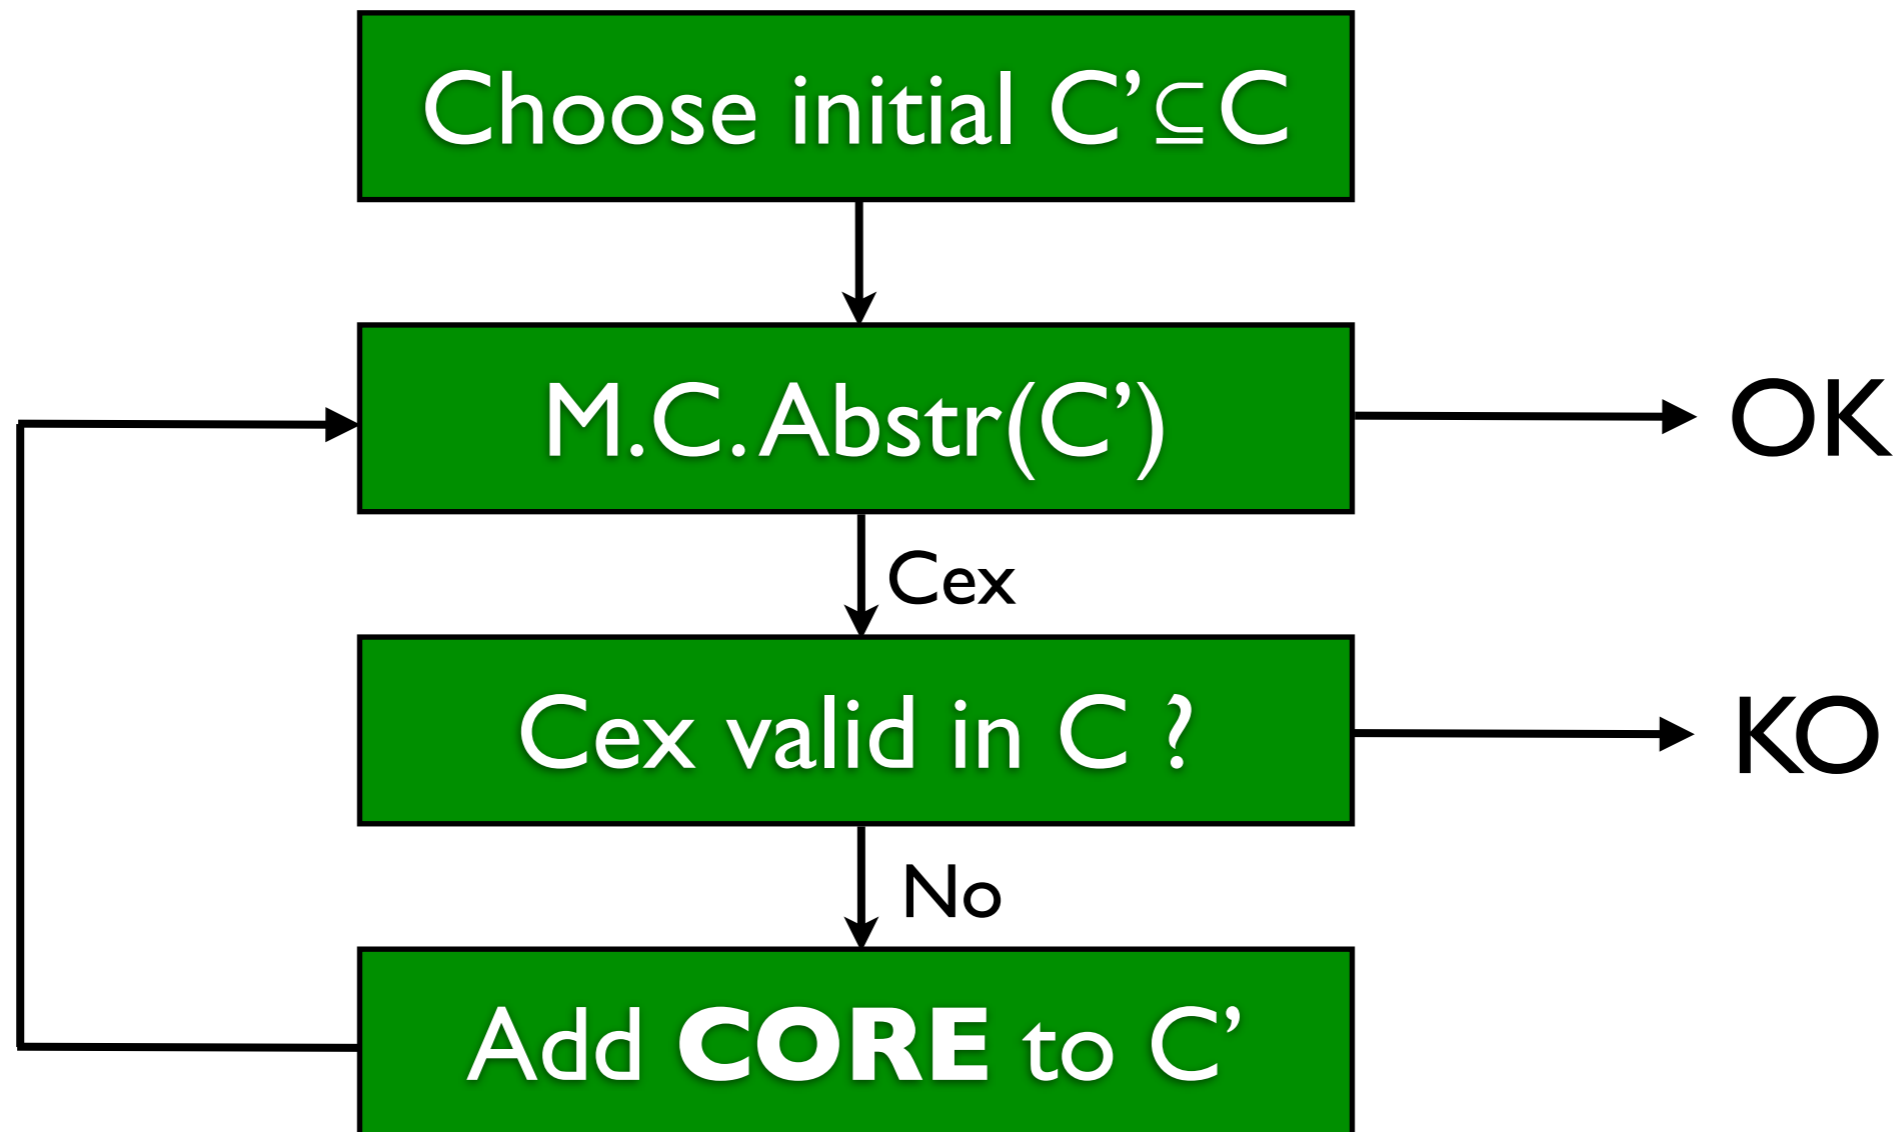 Choose initial C’⊆C
M.C. Abstr(C’)
OK
Cex
Cex valid in C ?
KO
No
Add CORE to C’